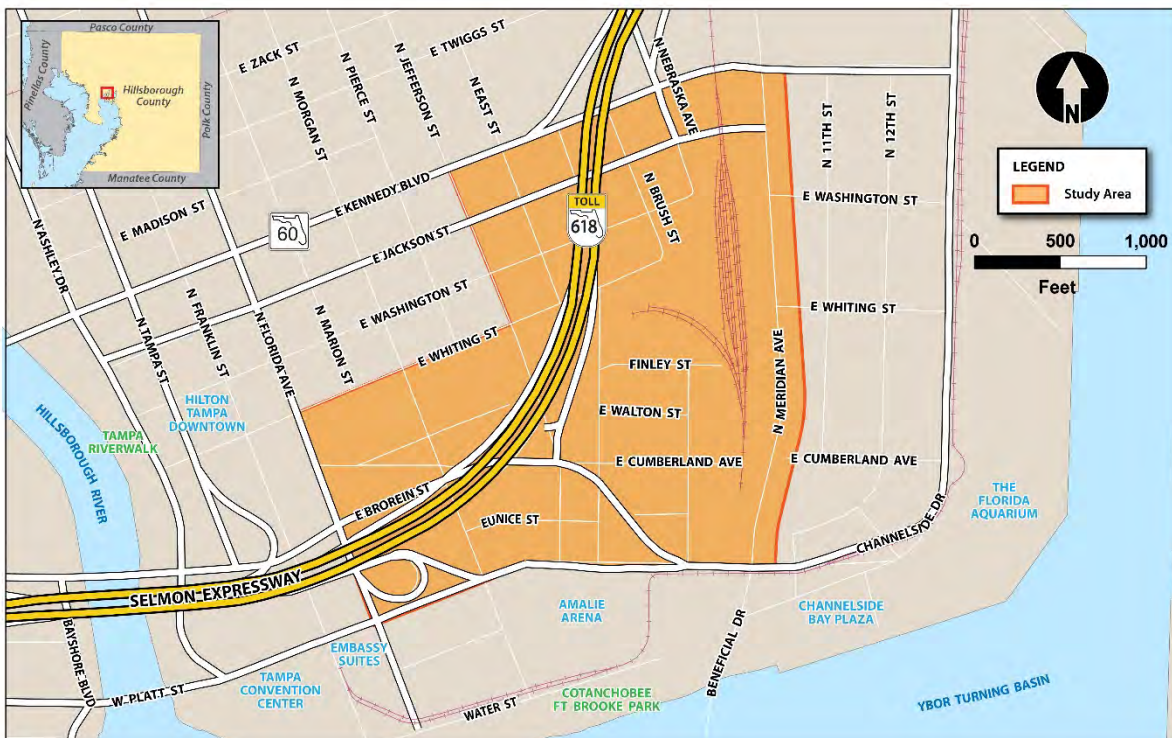 Pasco County
Pinellas County
Hillsborough
County
Polk County
Manatee County
E ZACK ST
N MORGAN ST
N PIERCE ST
N JEFFERSON ST
E TWIGGS ST
N EAST ST
N NEBRASKA AVE
N 11TH ST
N 12TH ST
N
LEGEND
Study Area
0 500 1,000
Feet
E MADISON ST
60
E KENNEDY BLVD
TOLL
618
N BRUSH ST
E WASHINGTON ST
N ASHLEY DR
E JACKSON ST
N TAMPA ST
N FRANKLIN ST
N FLORIDA AVE
N MARION ST
E WASHINGTON ST
E WHITING ST
E WHITING ST
N MERIDIAN AVE
FINLEY ST
E WALTON ST
HILTON
TAMPA
DOWNTOWN
TAMPA
RIVERWALK
HILLSBOROUGH RIVER
E CUMBERLAND AVE
E CUMBERLAND AVE
E BROREIN ST
EUNICE ST
CHANNELSIDE DR
THE
FLORIDA
AQUARIUM
SELMON EXPRESSWAY
AMALIE
ARENA
CHANNELSIDE
BAY PLAZA
BAYSHORE BLVD
W PLATT ST
EMBASSY
SUITES
TAMPA
CONVENTION
CENTER
WATER ST
COTANCHOBEE
FT BROOKE PARK
BENEFICIAL DR
YBOR TURNING BASIN